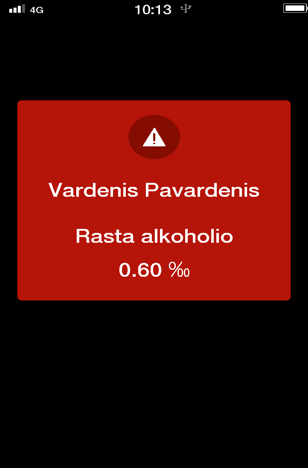 4G 10:13
Vardenis Pavardenis
Rasta alkoholio
0.60 ‰